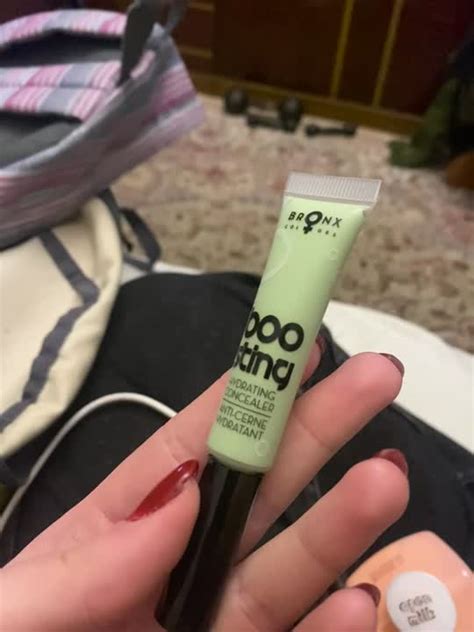 BRONX
COLOURS
boo
sting
HYDRATING
CONCEALER
ANTI-CERNE
HYDRATANT